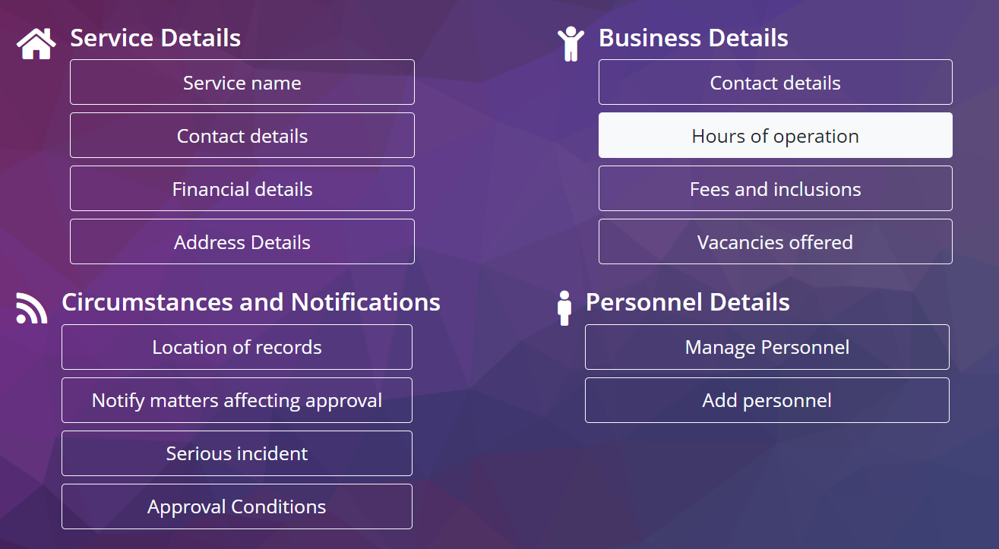 Service Details
Service name
Contact details
Financial details
Address Details
Business Details
Contact details
Hours of operation
Fees and inclusions
Vacancies offered
Circumstances and Notifications
Location of records
Notify matters affecting approval
Serious incident
Approval Conditions
Personnel Details
Manage Personnel
Add personnel